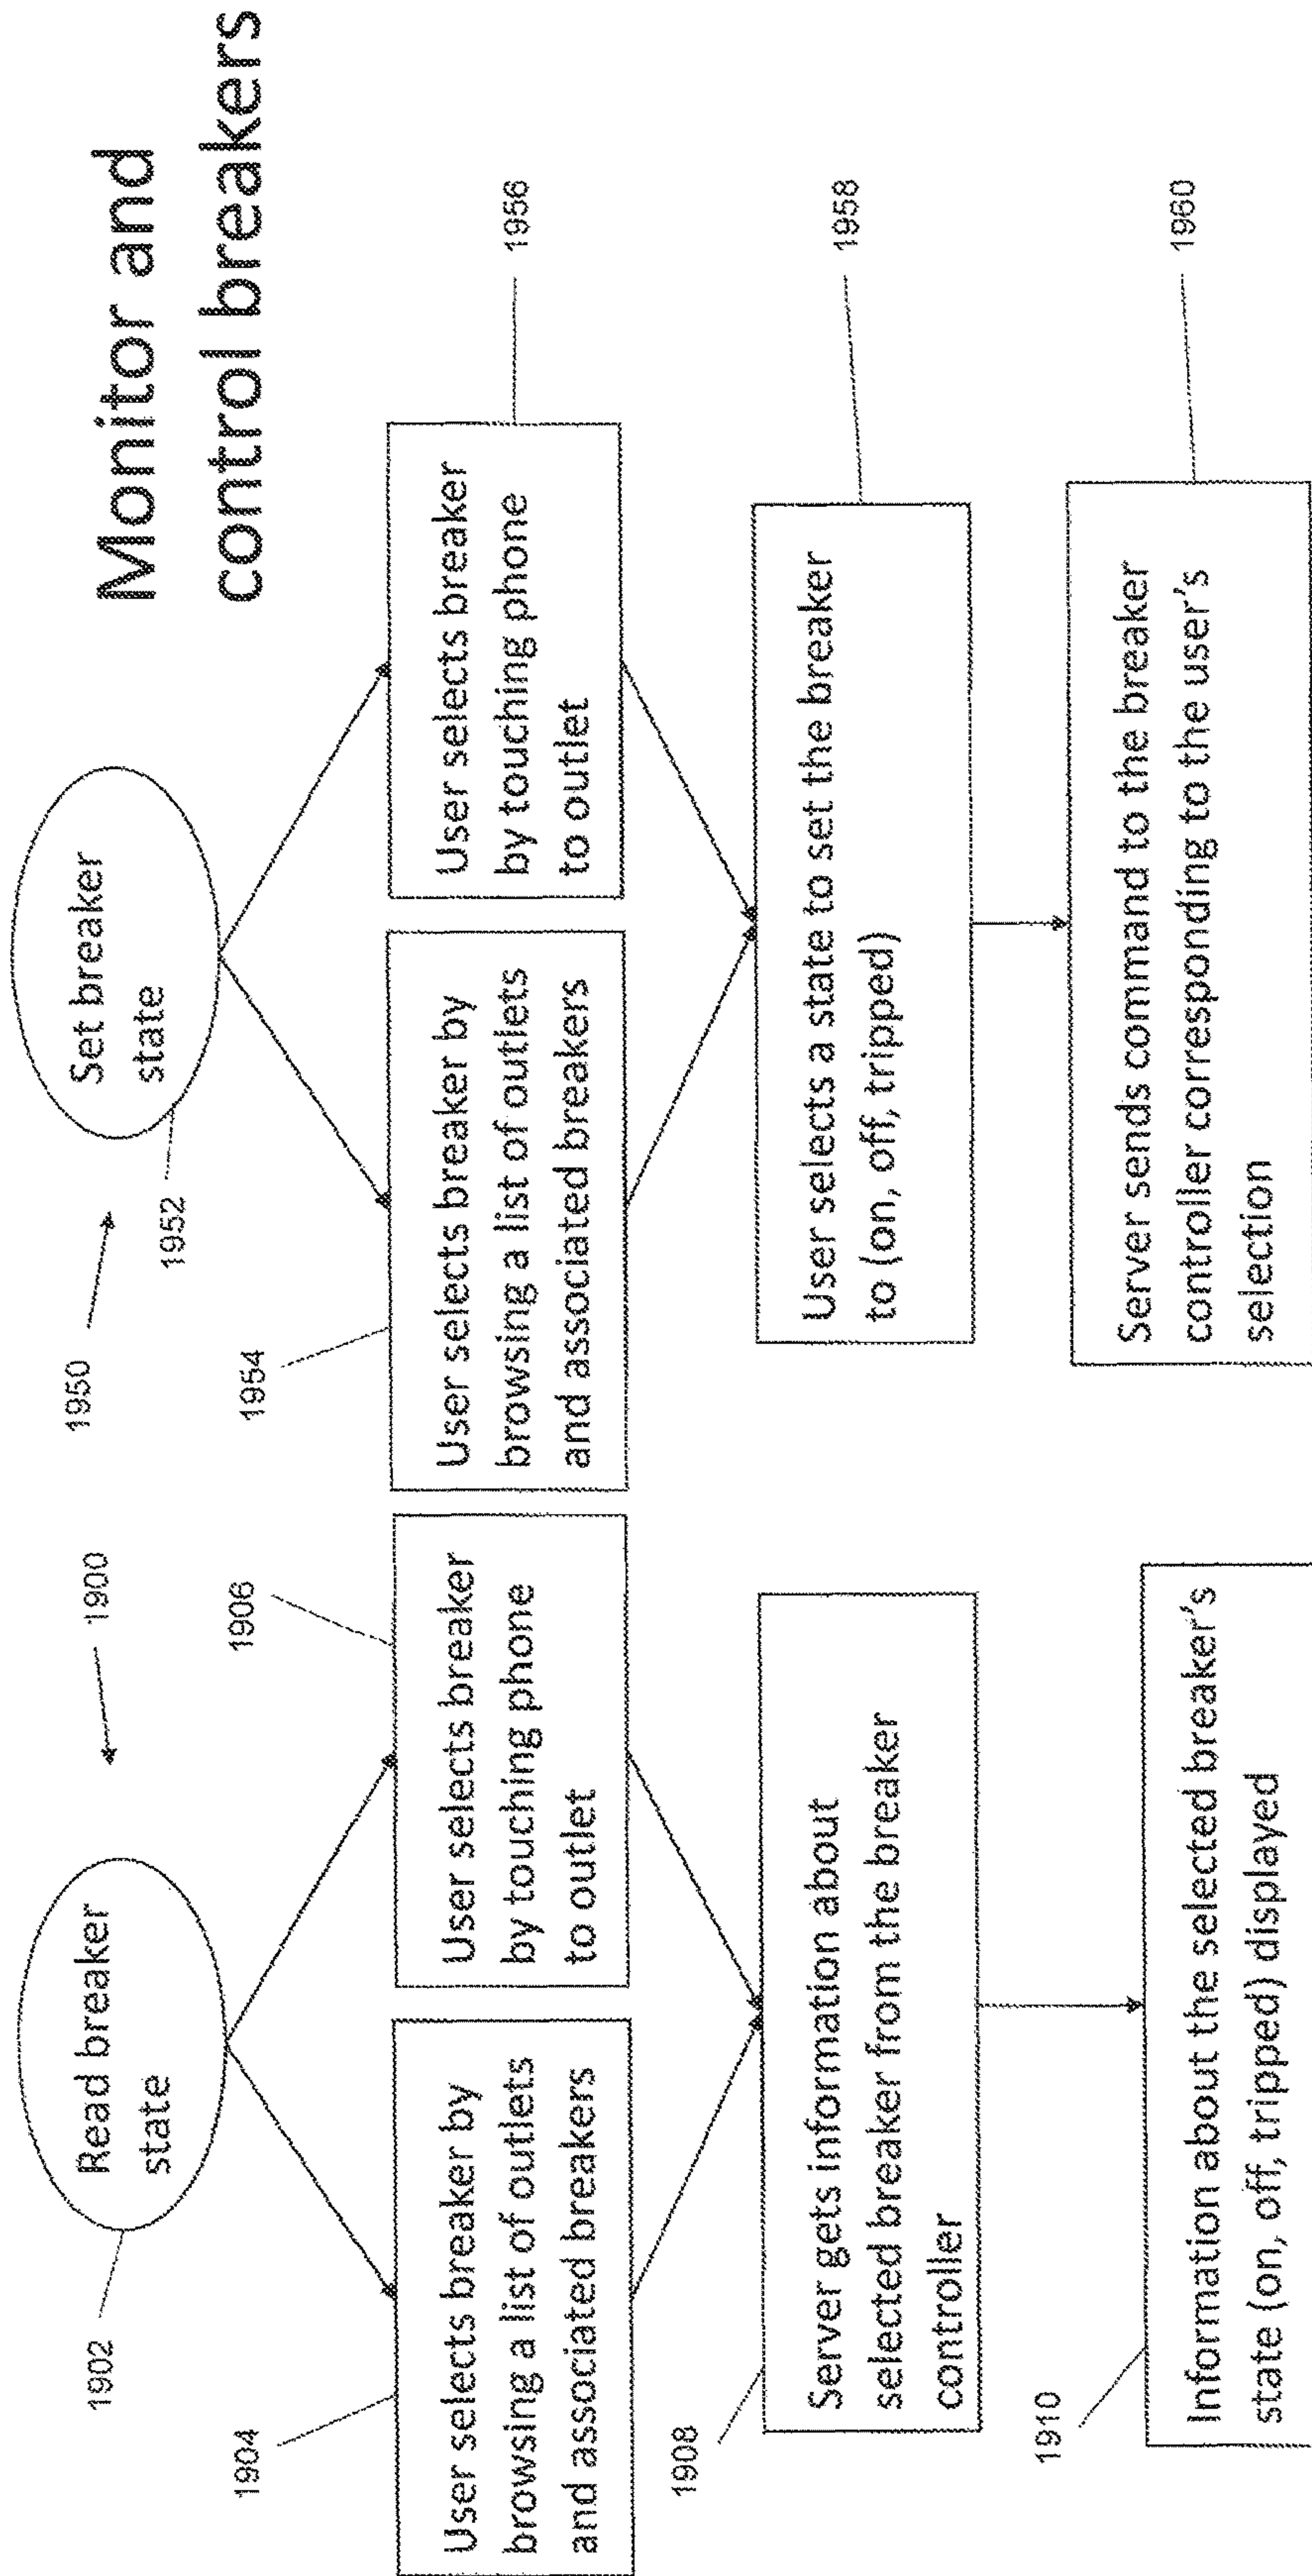 Monitor and
control breakers
1900
1902
Read breaker
state
1904
User selects breaker by
browsing a list of outlets
and associated breakers
1906
User selects breaker
by touching phone
to outlet
1908
Server gets information about
selected breaker from the breaker
controller
1910
Information about the selected breaker's
state (on, off, tripped) displayed
1950
1952
Set breaker
state
1954
User selects breaker by
browsing a list of outlets
and associated breakers
1956
User selects breaker
by touching phone
to outlet
1958
User selects a state to set the breaker
to (on, off, tripped)
1960
Server sends command to the breaker
controller corresponding to the user's
selection